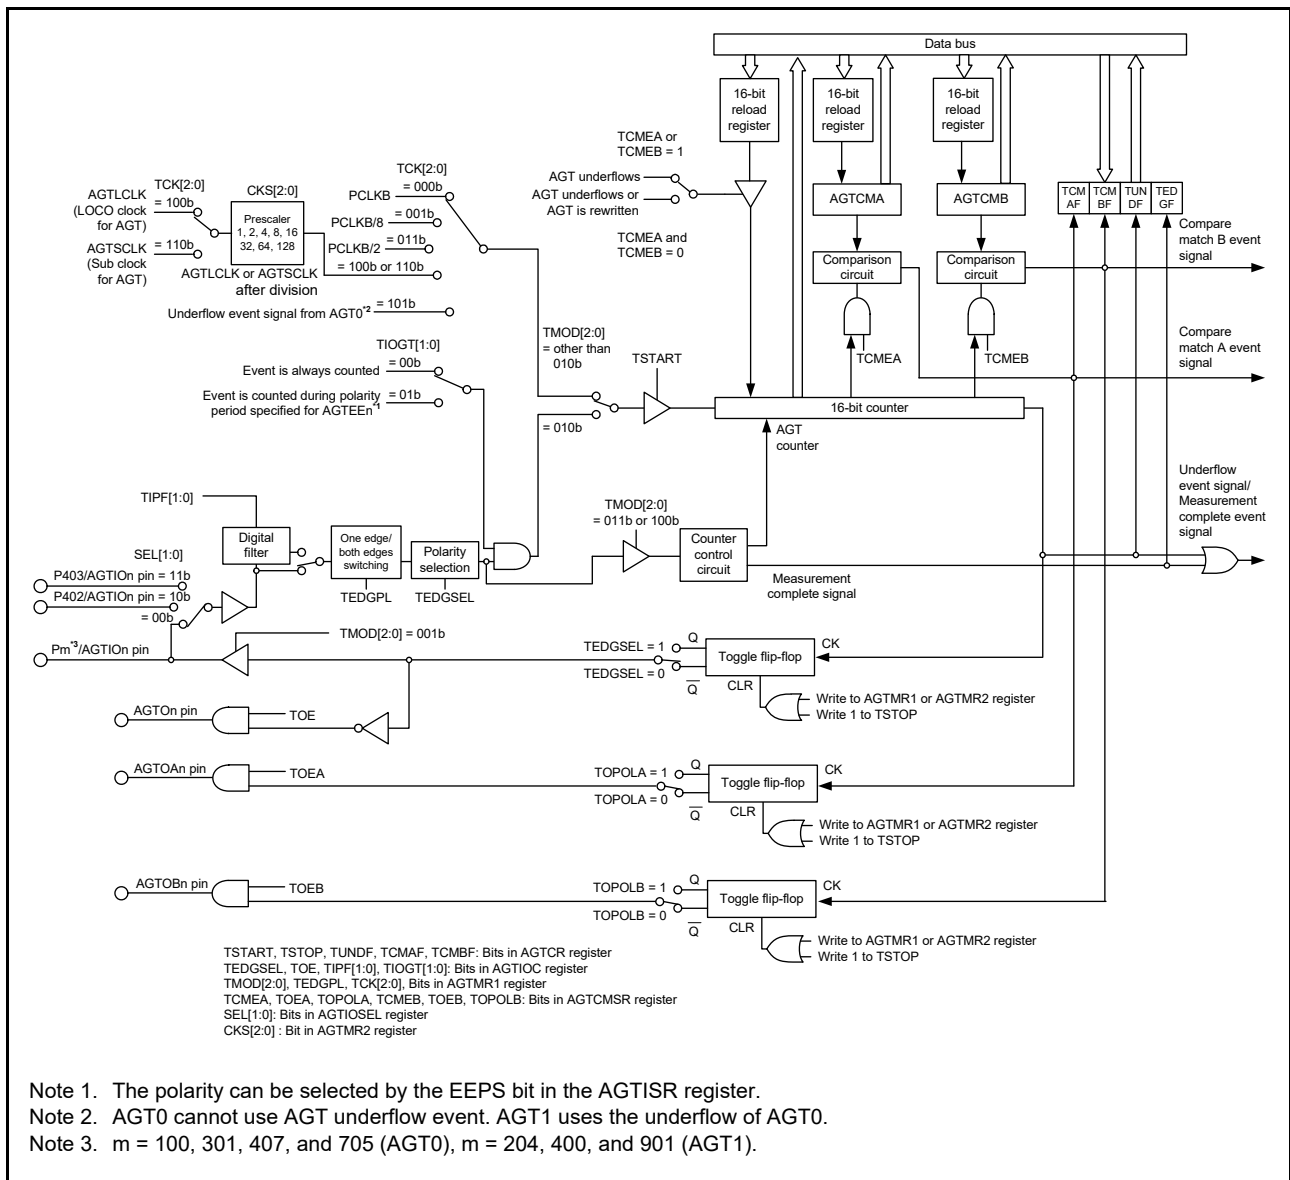 Data bus
16-bit
reload
register
16-bit
reload
register
16-bit
reload
register
TCMEA or
TCMEB = 1
AGT underflows
AGT underflows or
AGT is rewritten
TCMEA and
TCMEB = 0
TCK[2:0]
PCLKB = 000b
PCLKB/8 = 001b
PCLKB/2 = 011b
= 100b or 110b
TCK[2:0]
AGTLCLK = 100b
(LOCO clock
for AGT)
AGTSCLK = 110b
(Sub clock
for AGT)
CKS[2:0]
Prescaler
1, 2, 4, 8, 16
32, 64, 128
AGTLCLK or AGTSCLK
after division
Underflow event signal from AGT0*2 = 101b
AGTCMA
AGTCMB
TCM
AF
TCM
BF
TUN
DF
TED
GF
Comparison
circuit
Comparison
circuit
Compare
match B event
signal
TCMEA
TCMEB
Compare
match A event
signal
TIOGT[1:0]
Event is always counted = 00b
Event is counted during polarity
period specified for AGTEEn*1 = 01b
TMOD[2:0]
= other than
010b
= 010b
TSTART
16-bit counter
AGT
counter
Underflow
event signal/
Measurement
complete event
signal
TIPF[1:0]
Digital
filter
One edge/
both edges
switching
Polarity
selection
TEDGPL
TEDGSEL
TMOD[2:0]
= 011b or 100b
Counter
control
circuit
Measurement
complete signal
SEL[1:0]
P403/AGTIOn pin = 11b
P402/AGTIOn pin = 10b
= 00b
Pm*3/AGTIOn pin
TMOD[2:0] = 001b
TEDGSEL = 1
TEDGSEL = 0
Q
Q
Toggle flip-flop
CK
CLR
Write to AGTMR1 or AGTMR2 register
Write 1 to TSTOP
AGTOn pin
TOE
AGTOAn pin
TOEA
TOPOLA = 1
TOPOLA = 0
Q
Q
Toggle flip-flop
CK
CLR
Write to AGTMR1 or AGTMR2 register
Write 1 to TSTOP
AGTOBn pin
TOEB
TOPOLB = 1
TOPOLB = 0
Q
Q
Toggle flip-flop
CK
CLR
Write to AGTMR1 or AGTMR2 register
Write 1 to TSTOP
TSTART, TSTOP, TUNDF, TCMAF, TCMBF: Bits in AGTCR register
TEDGSEL, TOE, TIPF[1:0], TIOGT[1:0]: Bits in AGTIOC register
TMOD[2:0], TEDGPL, TCK[2:0], Bits in AGTMR1 register
TCMEA, TOEA, TOPOLA, TCMEB, TOEB, TOPOLB: Bits in AGTCMSR register
SEL[1:0]: Bits in AGTIOSEL register
CKS[2:0] : Bit in AGTMR2 register
Note 1. The polarity can be selected by the EEPS bit in the AGTISR register.
Note 2. AGT0 cannot use AGT underflow event. AGT1 uses the underflow of AGT0.
Note 3. m = 100, 301, 407, and 705 (AGT0), m = 204, 400, and 901 (AGT1).